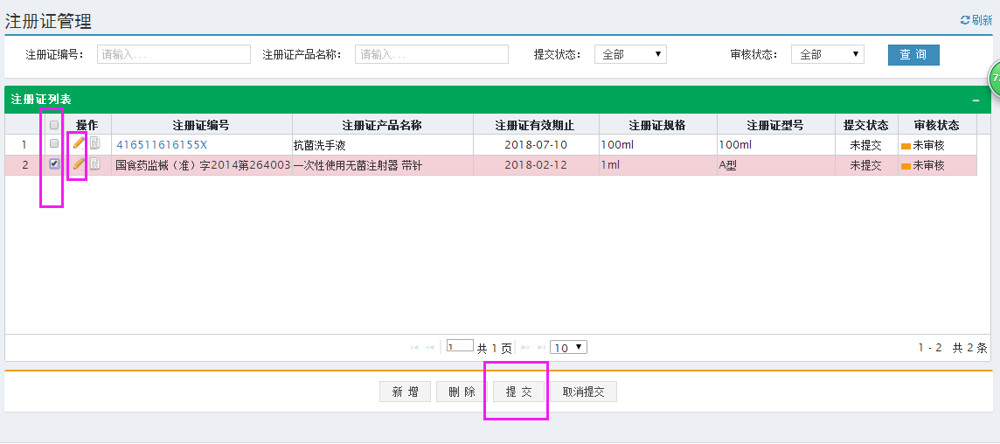 注册证管理
刷新
注册证编号： 请输入... 注册证产品名称： 请输入... 提交状态： 全部 审核状态： 全部 查 询
注册证列表
操作 注册证编号 注册证产品名称 注册证有效期止 注册证规格 注册证型号 提交状态 审核状态
1 416511616155X 抗菌洗手液 2018-07-10 100ml 100ml 未提交 未审核
2 国食药监械（准）字2014第264003 一次性使用无菌注射器 带针 2018-02-12 1ml A型 未提交 未审核
1 共 1 页 10 1 - 2 共 2 条
新 增 删 除 提 交 取消提交